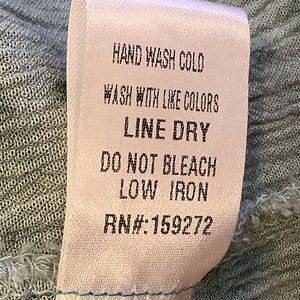 HAND WASH COLD
WASH WITH LIKE COLORS
LINE DRY
DO NOT BLEACH
LOW IRON
RN#:159272